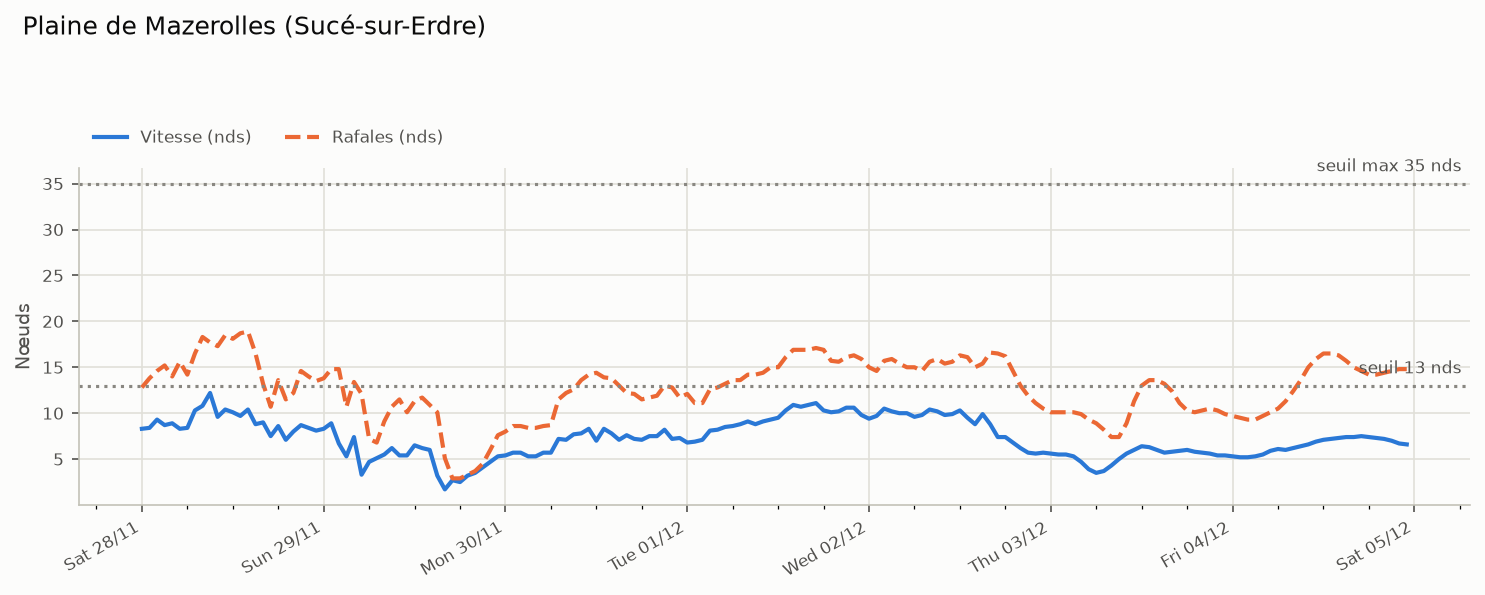 Plaine de Mazerolles (Sucé-sur-Erdre)
Vitesse (nds) Rafales (nds)
seuil max 35 nds
35
30
25
20
15
10
5
Nœuds
seuil 13 nds
Sat 28/11 Sun 29/11 Mon 30/11 Tue 01/12 Wed 02/12 Thu 03/12 Fri 04/12 Sat 05/12